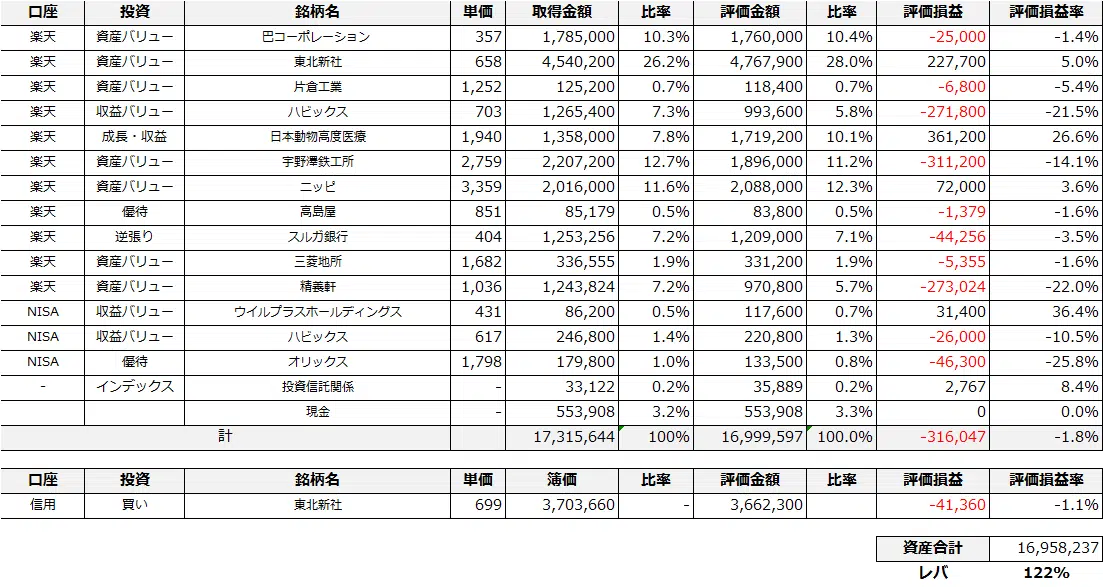 口座 投資 銘柄名 単価 取得金額 比率 評価金額 比率 評価損益 評価損益率
楽天 資産バリュー 巴コーポレーション 357 1,785,000 10.3% 1,760,000 10.4% -25,000 -1.4%
楽天 資産バリュー 東北新社 658 4,540,200 26.2% 4,767,900 28.0% 227,700 5.0%
楽天 資産バリュー 片倉工業 1,252 125,200 0.7% 118,400 0.7% -6,800 -5.4%
楽天 収益バリュー ハビックス 703 1,265,400 7.3% 993,600 5.8% -271,800 -21.5%
楽天 成長・収益 日本動物高度医療 1,940 1,358,000 7.8% 1,719,200 10.1% 361,200 26.6%
楽天 資産バリュー 宇野澤鉄工所 2,759 2,207,200 12.7% 1,896,000 11.2% -311,200 -14.1%
楽天 資産バリュー ニッピ 3,359 2,016,000 11.6% 2,088,000 12.3% 72,000 3.6%
楽天 優待 高島屋 851 85,179 0.5% 83,800 0.5% -1,379 -1.6%
楽天 逆張り スルガ銀行 404 1,253,256 7.2% 1,209,000 7.1% -44,256 -3.5%
楽天 資産バリュー 三菱地所 1,682 336,555 1.9% 331,200 1.9% -5,355 -1.6%
楽天 資産バリュー 精義軒 1,036 1,243,824 7.2% 970,800 5.7% -273,024 -22.0%
NISA 収益バリュー ウイルプラスホールディングス 431 86,200 0.5% 117,600 0.7% 31,400 36.4%
NISA 収益バリュー ハビックス 617 246,800 1.4% 220,800 1.3% -26,000 -10.5%
NISA 優待 オリックス 1,798 179,800 1.0% 133,500 0.8% -46,300 -25.8%
- インデックス 投資信託関係 - 33,122 0.2% 35,889 0.2% 2,767 8.4%
現金 - 553,908 3.2% 553,908 3.3% 0 0.0%
計 17,315,644 100% 16,999,597 100.0% -316,047 -1.8%
口座 投資 銘柄名 単価 簿価 比率 評価金額 比率 評価損益 評価損益率
信用 買い 東北新社 699 3,703,660 - 3,662,300 -41,360 -1.1%
資産合計 16,958,237
レバ 122%